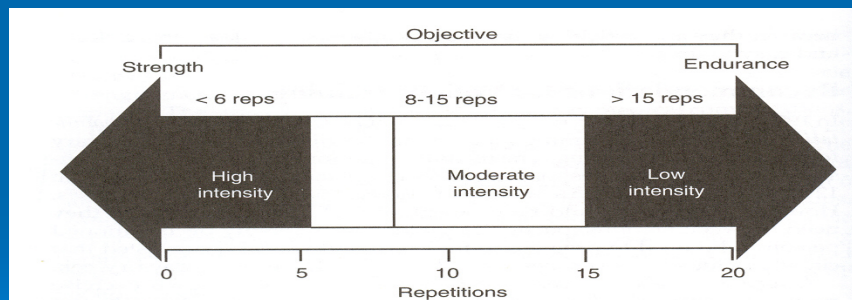 Objective
Strength
Endurance
< 6 reps
8-15 reps
> 15 reps
High
intensity
Moderate
intensity
Low
intensity
0
5
10
15
20
Repetitions